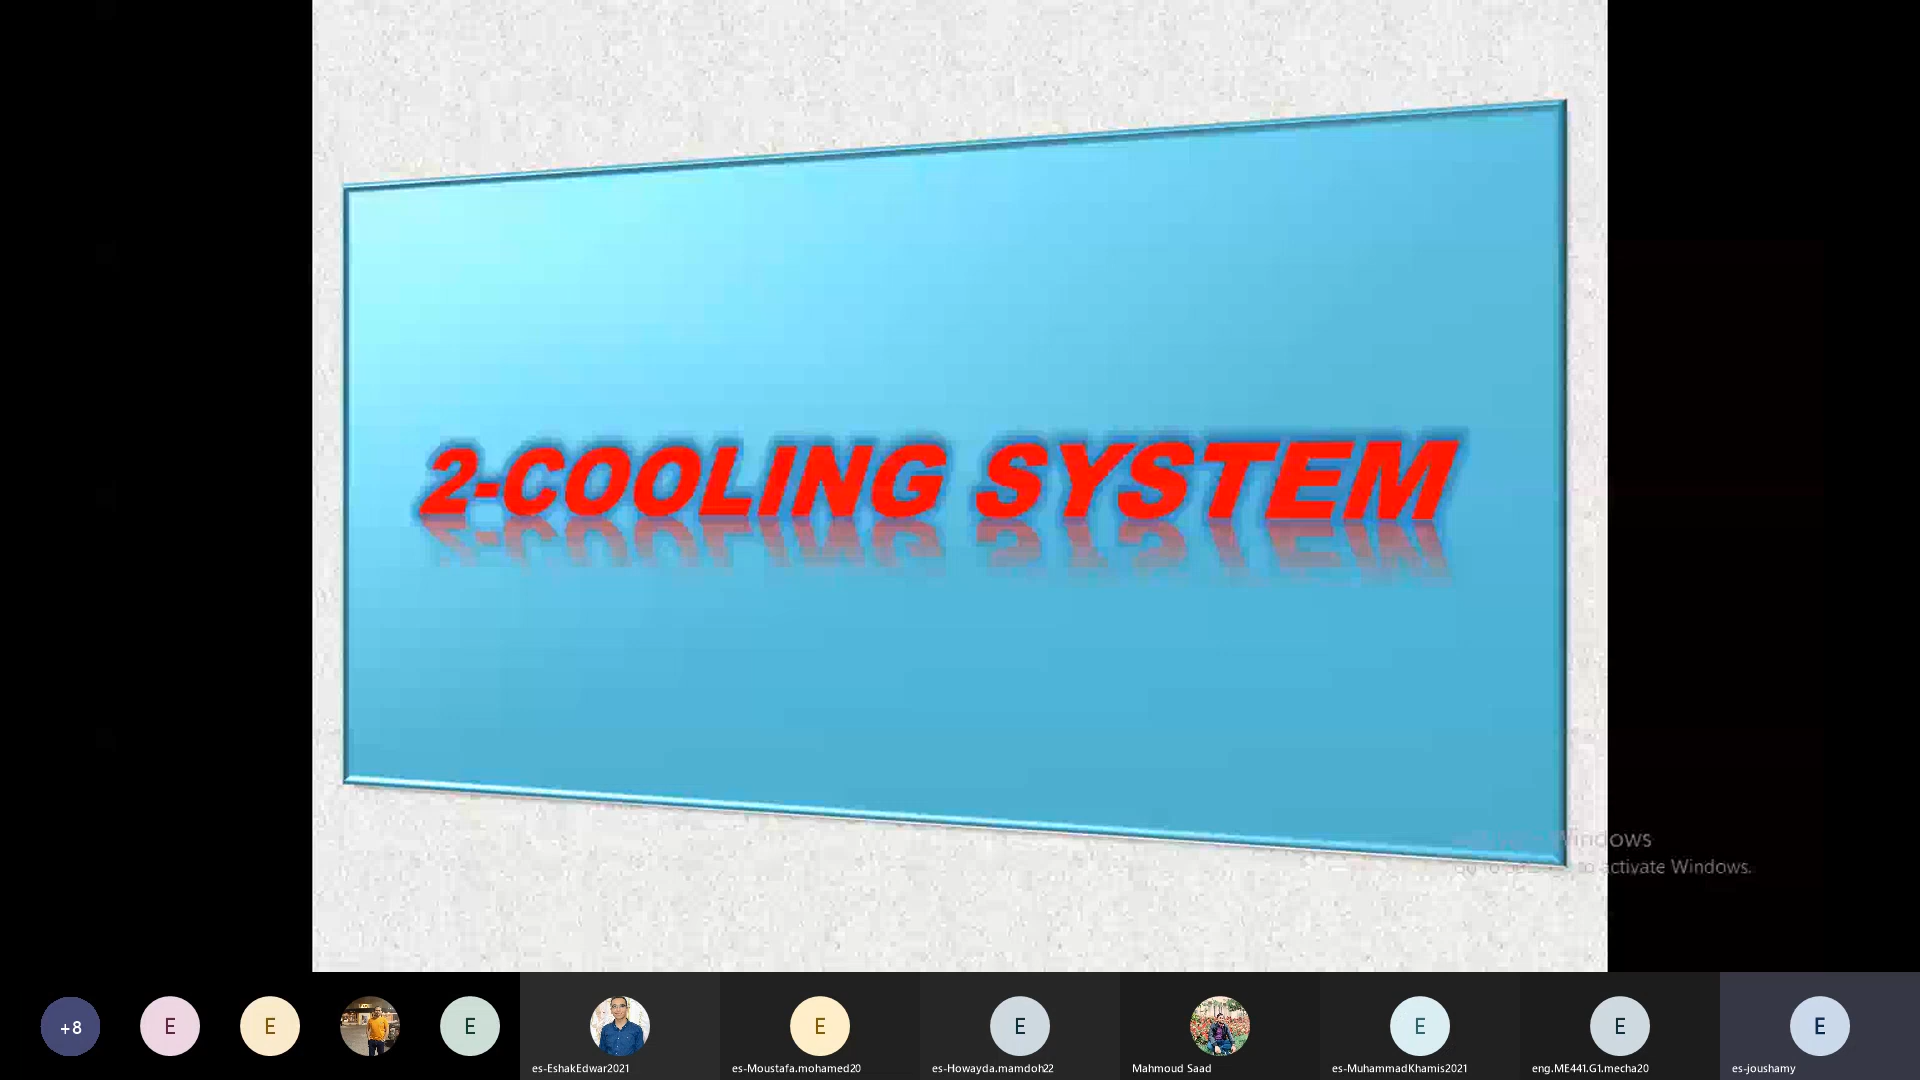 2-COOLING SYSTEM
Windows
to activate Windows.
+8
E
E
E
E
E
E
E
E
es-EshakEdwar2021
es-Moustafa.mohamed20
es-Howayda.mamdoh22
Mahmoud Saad
es-MuhammadKhamis2021
eng.ME441.G1.mecha20
es-joushamy